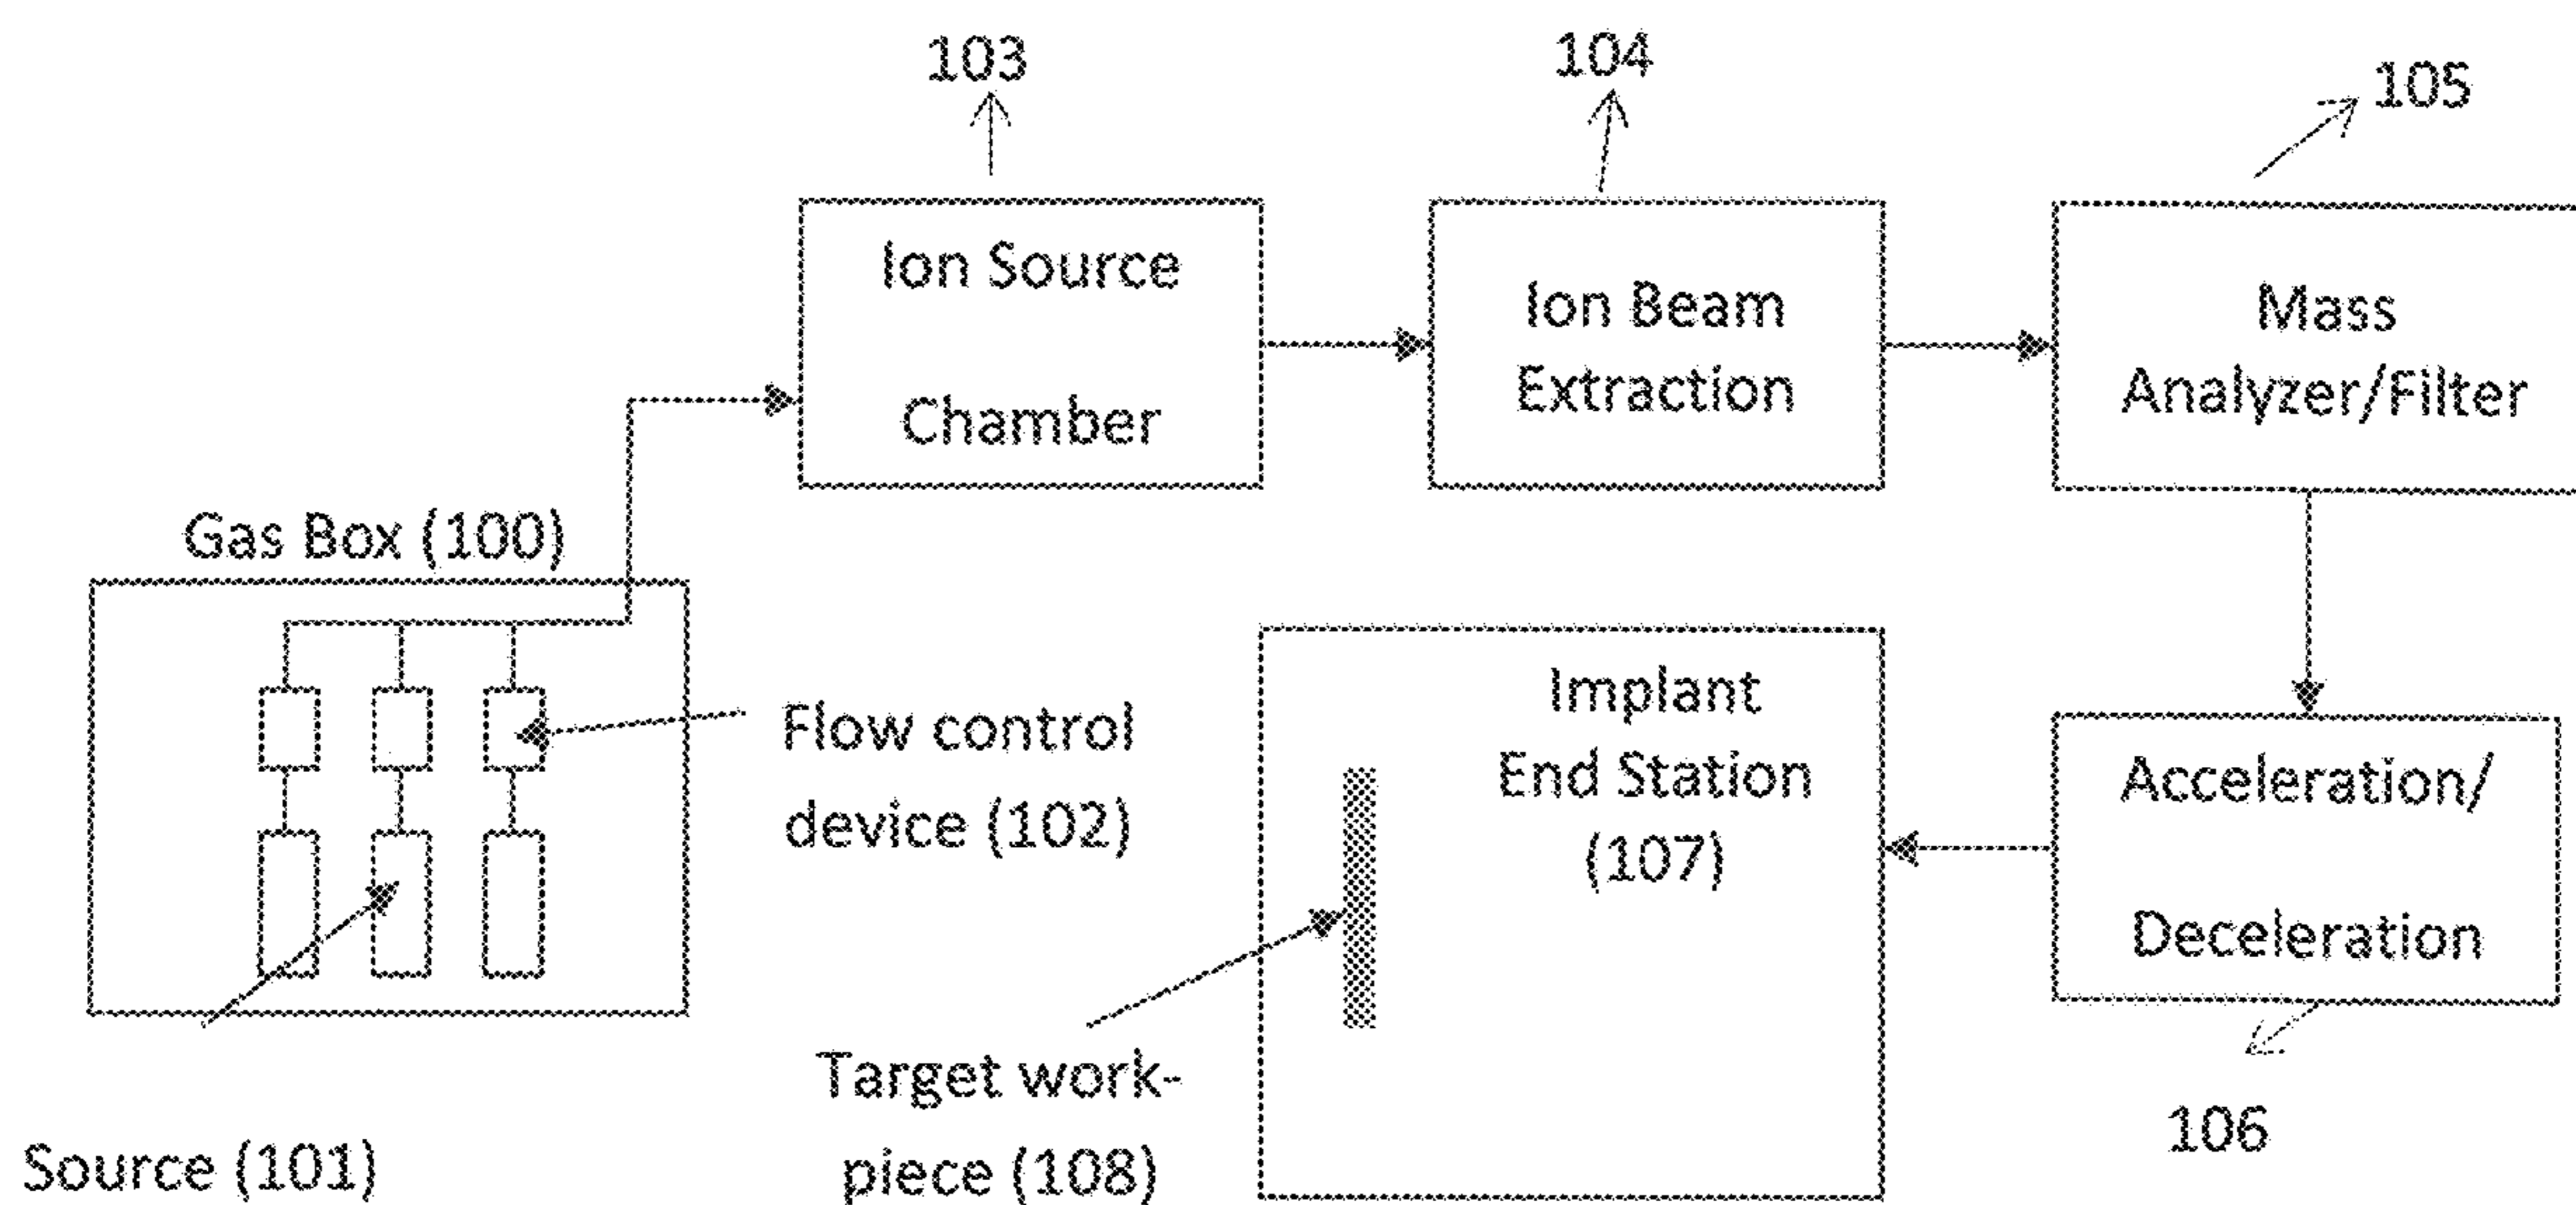 103
104
105
Ion Source
Chamber
Ion Beam
Extraction
Mass
Analyzer/Filter
Gas Box (100)
Flow control
device (102)
Implant
End Station
(107)
Acceleration/
Deceleration
106
Target work-
piece (108)
Source (101)